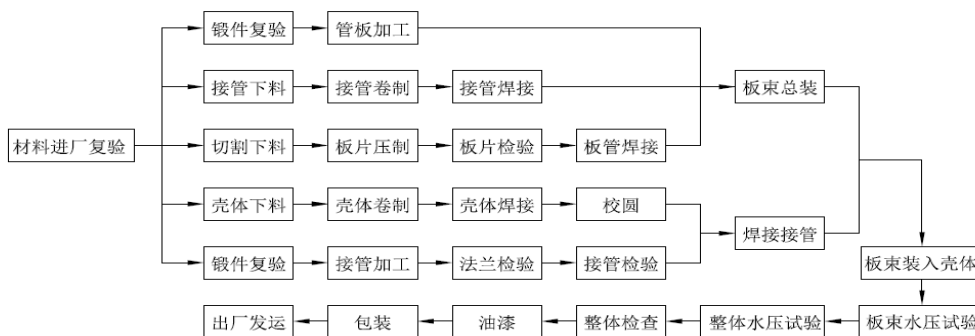 锻件复验
管板加工
接管下料
接管卷制
接管焊接
板束总装
材料进厂复验
切割下料
板片压制
板片检验
板管焊接
壳体下料
壳体卷制
壳体焊接
校圆
焊接接管
锻件复验
接管加工
法兰检验
接管检验
板束装入壳体
出厂发运
包装
油漆
整体检查
整体水压试验
板束水压试验